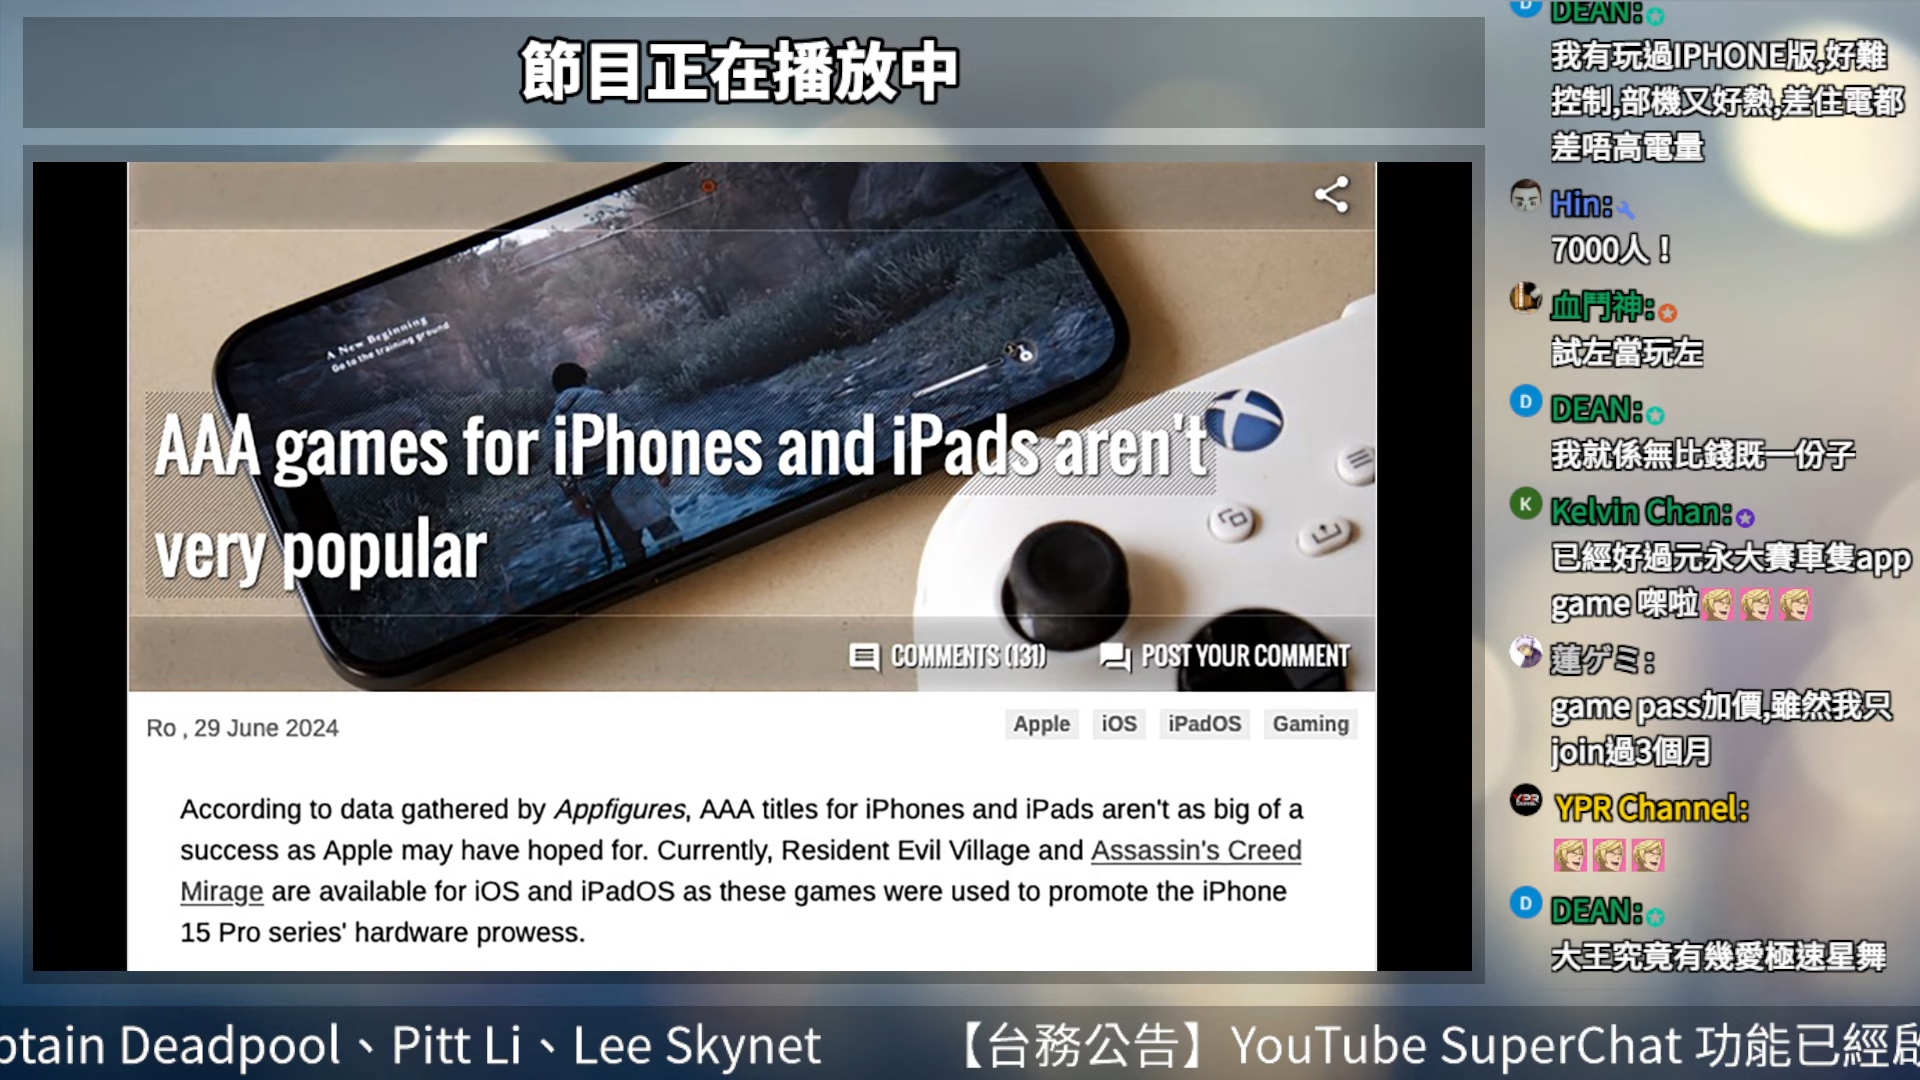 節目正在播放中
A New Beginning
Go to the training ground
AAA games for iPhones and iPads aren't
very popular
COMMENTS (131)
POST YOUR COMMENT
Ro , 29 June 2024
Apple
iOS
iPadOS
Gaming
According to data gathered by Appfigures, AAA titles for iPhones and iPads aren't as big of a
success as Apple may have hoped for. Currently, Resident Evil Village and Assassin's Creed
Mirage are available for iOS and iPadOS as these games were used to promote the iPhone
15 Pro series' hardware prowess.
DEAN:
我有玩過IPHONE版,好難
控制,部機又好熱,差住電都
差唔高電量
Hin:
7000人！
血鬥神:
試左當玩左
D
DEAN:
我就係無比錢既一份子
K
Kelvin Chan:
已經好過元永大賽車隻app
game 㗎啦
蓮ゲミ:
game pass加價,雖然我只
join過3個月
YPR Channel:
D
DEAN:
大王究竟有幾愛極速星舞
ptain Deadpool、Pitt Li、Lee Skynet
【台務公告】YouTube SuperChat 功能已經啟